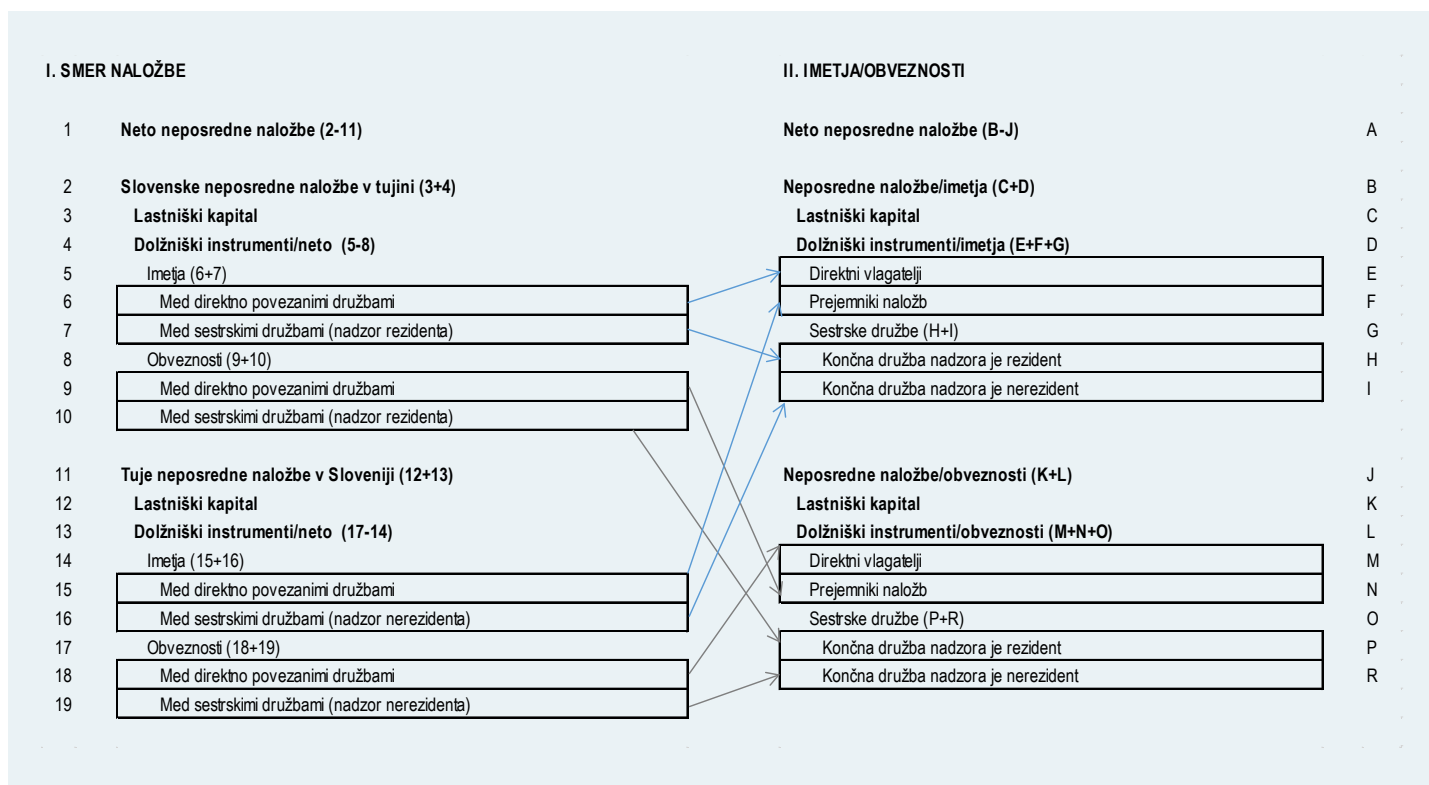 I. SMER NALOŽBE II. IMETJA/OBVEZNOSTI
1 Neto neposredne naložbe (2-11) Neto neposredne naložbe (B-J) A
2 Slovenske neposredne naložbe v tujini (3+4) Neposredne naložbe/imetja (C+D) B
3 Lastniški kapital Lastniški kapital C
4 Dolžniški instrumenti/neto (5-8) Dolžniški instrumenti/imetja (E+F+G) D
5 Imetja (6+7) Direktni vlagatelji E
6 Med direktno povezanimi družbami Prejemniki naložb F
7 Med sestrskimi družbami (nadzor rezidenta) Sestrske družbe (H+I) G
8 Obveznosti (9+10) Končna družba nadzora je rezident H
9 Med direktno povezanimi družbami Končna družba nadzora je nerezident I
10 Med sestrskimi družbami (nadzor rezidenta)
11 Tuje neposredne naložbe v Sloveniji (12+13) Neposredne naložbe/obveznosti (K+L) J
12 Lastniški kapital Lastniški kapital K
13 Dolžniški instrumenti/neto (17-14) Dolžniški instrumenti/obveznosti (M+N+O) L
14 Imetja (15+16) Direktni vlagatelji M
15 Med direktno povezanimi družbami Prejemniki naložb N
16 Med sestrskimi družbami (nadzor nerezidenta) Sestrske družbe (P+R) O
17 Obveznosti (18+19) Končna družba nadzora je rezident P
18 Med direktno povezanimi družbami Končna družba nadzora je nerezident R
19 Med sestrskimi družbami (nadzor nerezidenta)